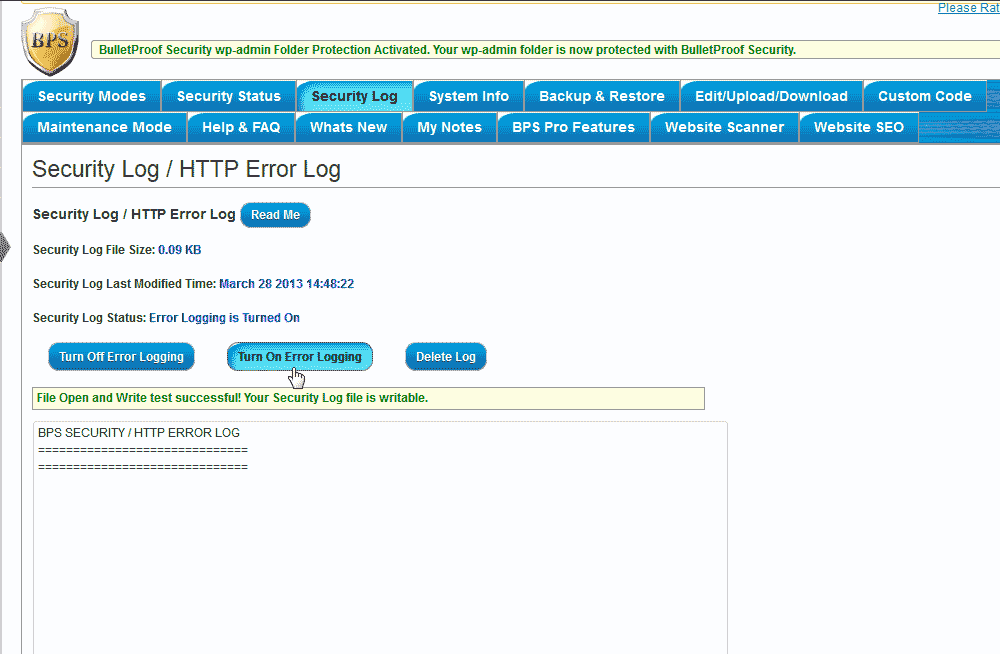 Please Rat
BPS
BulletProof Security wp-admin Folder Protection Activated. Your wp-admin folder is now protected with BulletProof Security.
Security Modes Security Status Security Log System Info Backup & Restore Edit/Upload/Download Custom Code
Maintenance Mode Help & FAQ Whats New My Notes BPS Pro Features Website Scanner Website SEO
Security Log / HTTP Error Log
Security Log / HTTP Error Log Read Me
Security Log File Size: 0.09 KB
Security Log Last Modified Time: March 28 2013 14:48:22
Security Log Status: Error Logging is Turned On
Turn Off Error Logging Turn On Error Logging Delete Log
File Open and Write test successful! Your Security Log file is writable.
BPS SECURITY / HTTP ERROR LOG
==============================
==============================